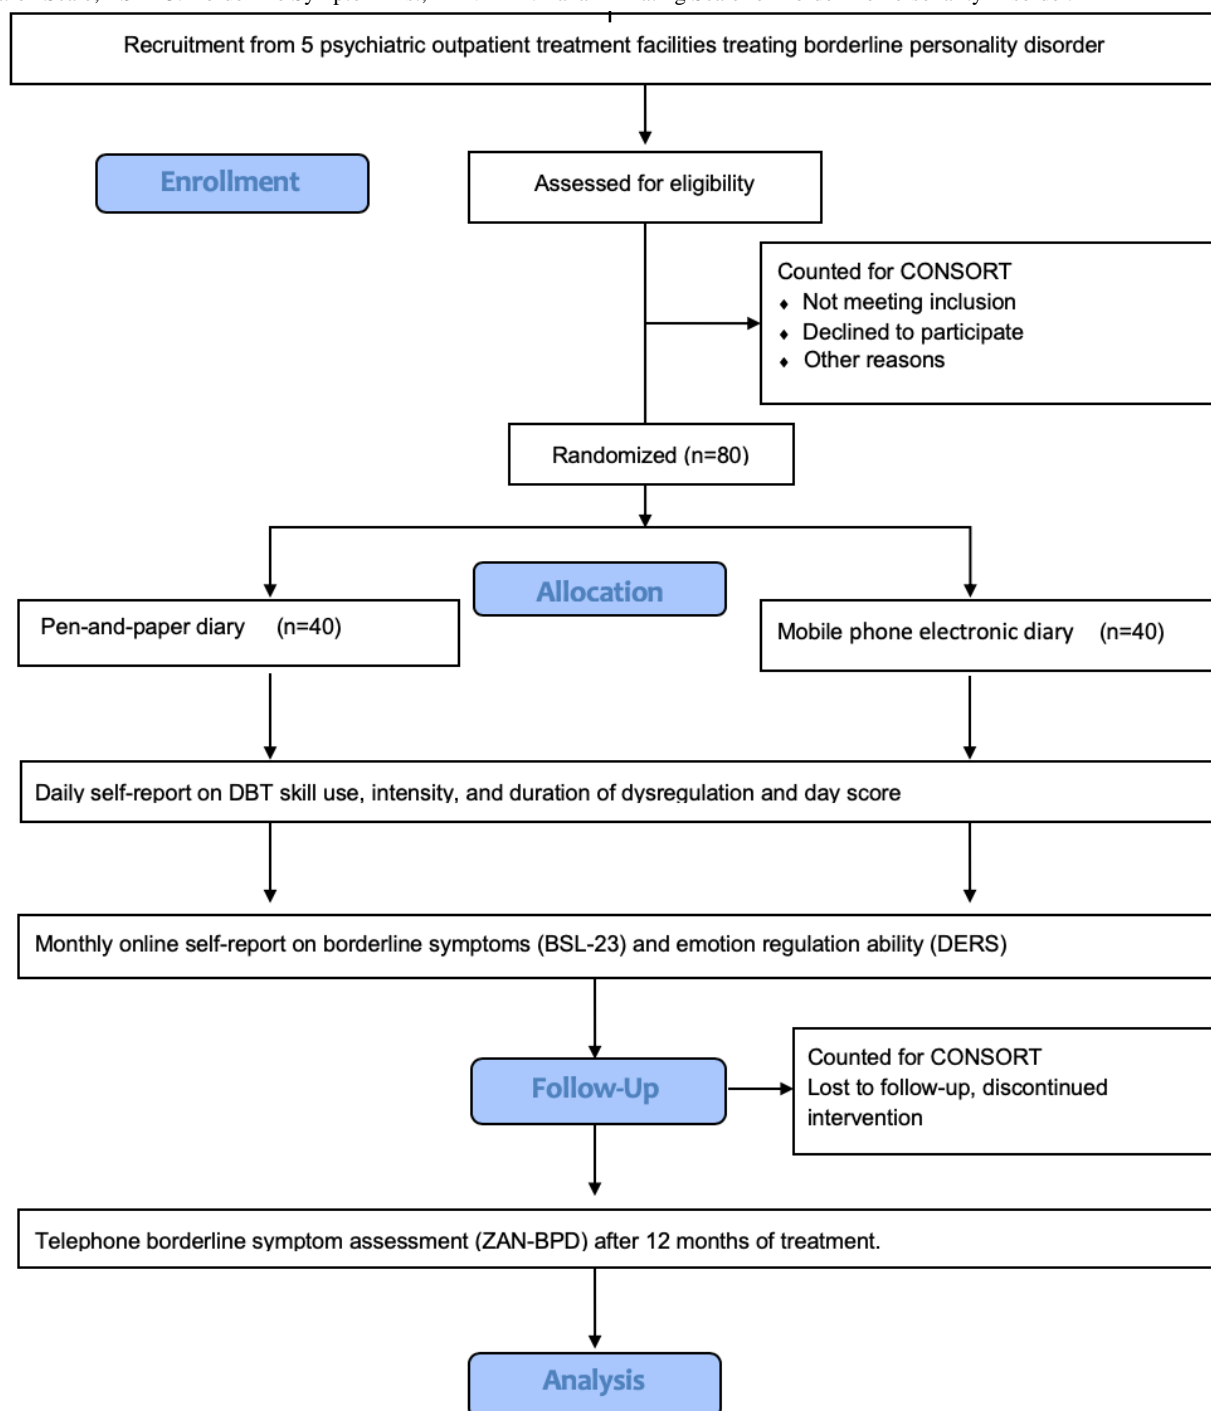 Recruitment from 5 psychiatric outpatient treatment facilities treating borderline personality disorder
Enrollment
Assessed for eligibility
Counted for CONSORT
♦ Not meeting inclusion
♦ Declined to participate
♦ Other reasons
Randomized (n=80)
Allocation
Pen-and-paper diary (n=40)
Mobile phone electronic diary (n=40)
Daily self-report on DBT skill use, intensity, and duration of dysregulation and day score
Monthly online self-report on borderline symptoms (BSL-23) and emotion regulation ability (DERS)
Follow-Up
Counted for CONSORT
Lost to follow-up, discontinued
intervention
Telephone borderline symptom assessment (ZAN-BPD) after 12 months of treatment.
Analysis